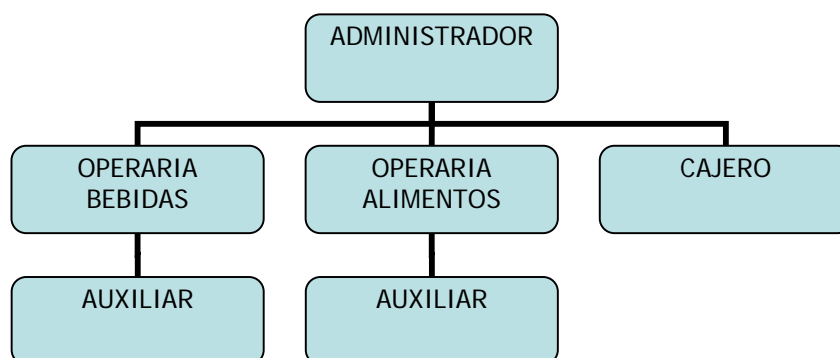 ADMINISTRADOR
OPERARIA
BEBIDAS
OPERARIA
ALIMENTOS
CAJERO
AUXILIAR
AUXILIAR